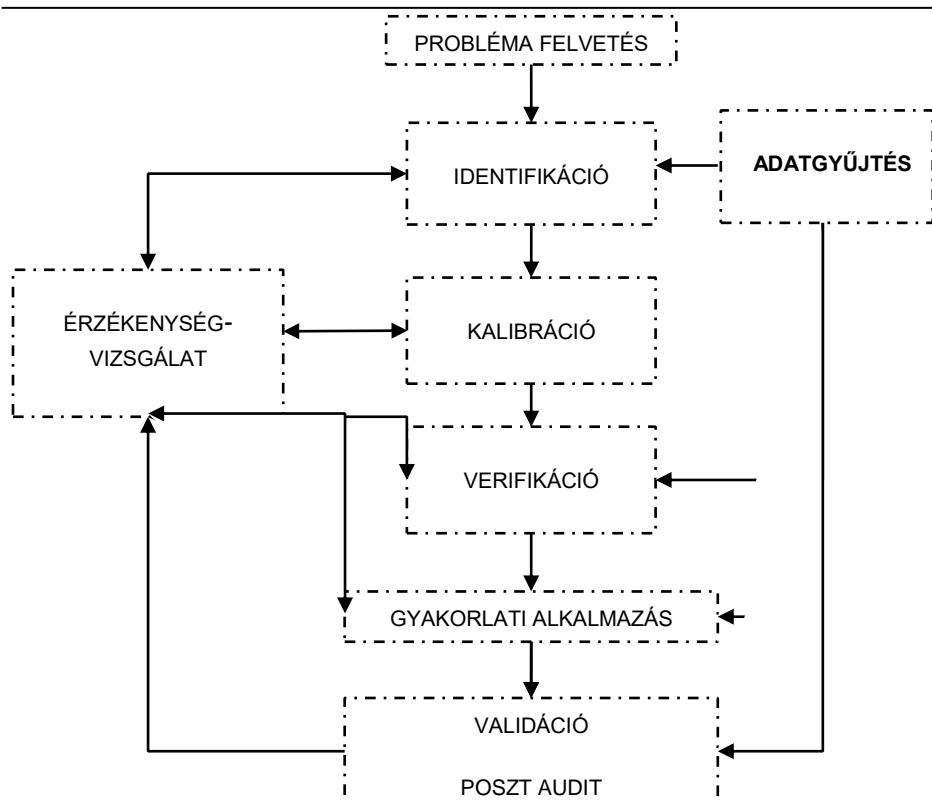 PROBLÉMA FELVETÉS
IDENTIFIKÁCIÓ
ADATGYŰJTÉS
ÉRZÉKENYSÉG-
VIZSGÁLAT
KALIBRÁCIÓ
VERIFIKÁCIÓ
GYAKORLATI ALKALMAZÁS
VALIDÁCIÓ
POSZT AUDIT